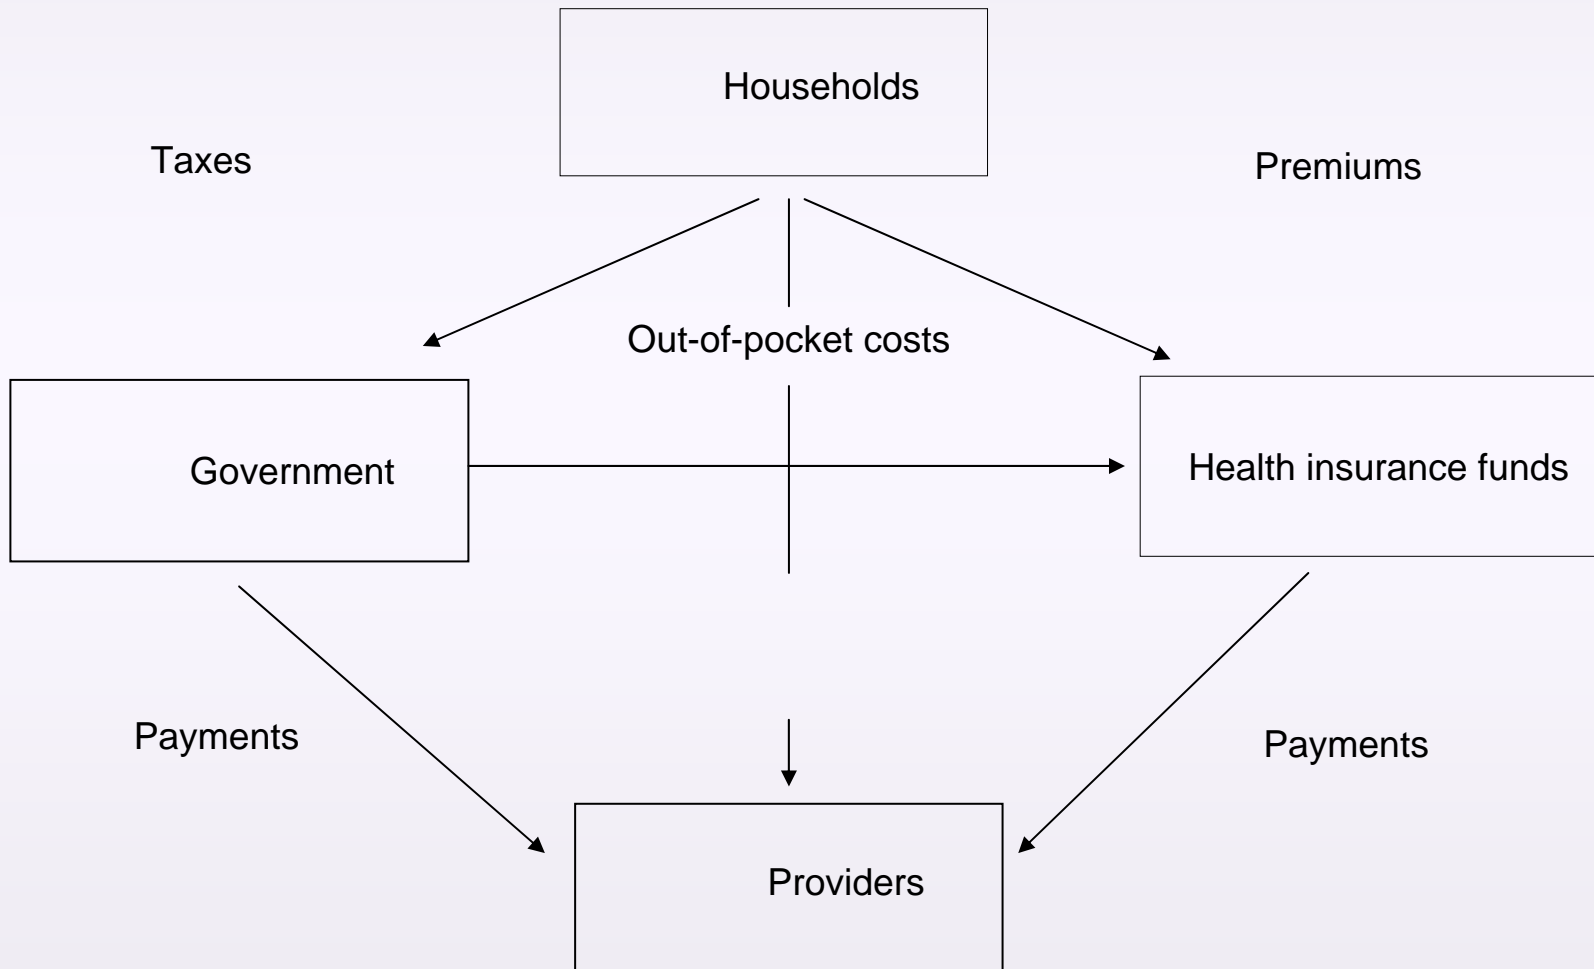 Households
Taxes
Premiums
Out-of-pocket costs
Government
Health insurance funds
Payments
Payments
Providers